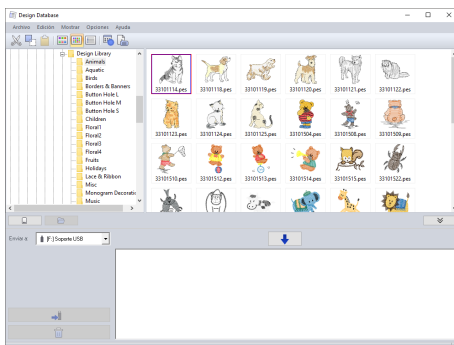 Design Database
Archivo Edición Mostrar Opciones Ayuda
Design Library
Animals
Aquatic
Birds
Borders & Banners
Button Hole L
Button Hole M
Button Hole S
Children
Floral1
Floral2
Floral3
Floral4
Fruits
Holidays
Lace & Ribbon
Misc
Monogram Decoratic
Music
33101114.pes 33101118.pes 33101119.pes 33101120.pes 33101121.pes 33101122.pes
33101123.pes 33101124.pes 33101125.pes 33101504.pes 33101508.pes 33101509.pes
33101510.pes 33101512.pes 33101513.pes 33101514.pes 33101515.pes 33101522.pes
Enviar a: (F:) Soporte USB